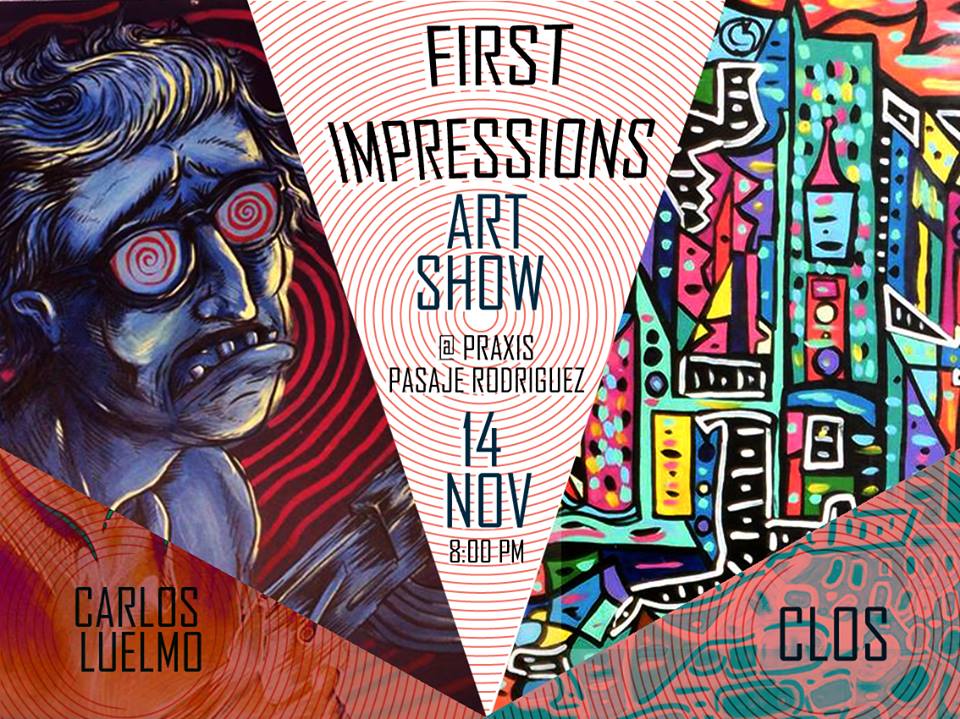 FIRST
IMPRESSIONS
ART
SHOW
@ PRAXIS
PASAJE RODRIGUEZ
14
NOV
8:00 PM
CARLOS
LUELMO
CLOS